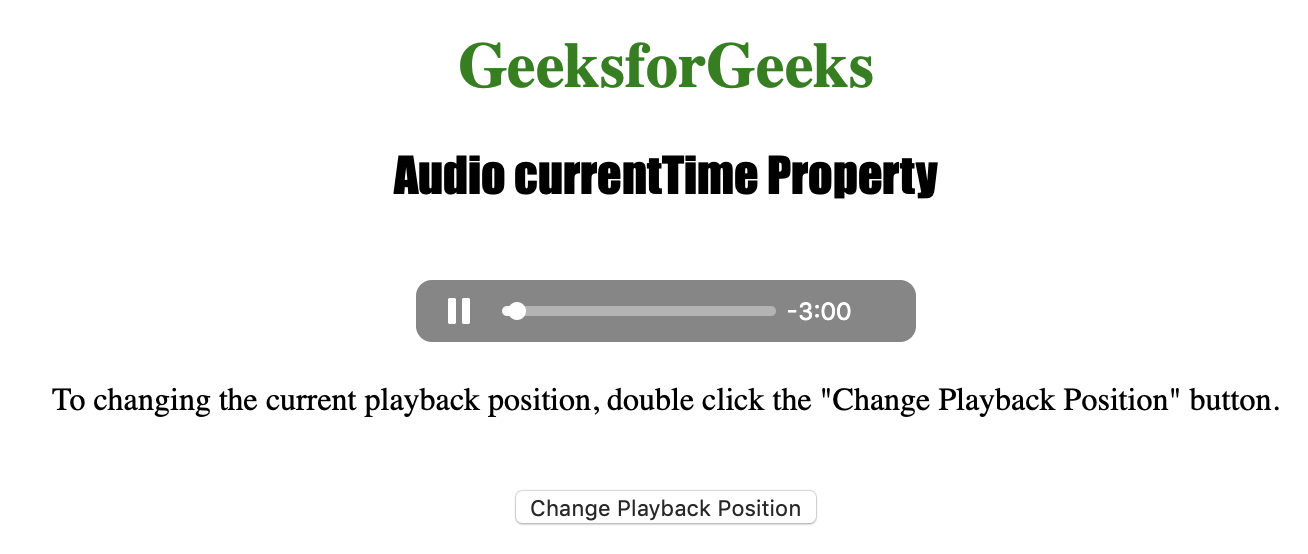 GeeksforGeeks
Audio currentTime Property
-3:00
To changing the current playback position, double click the "Change Playback Position" button.
Change Playback Position